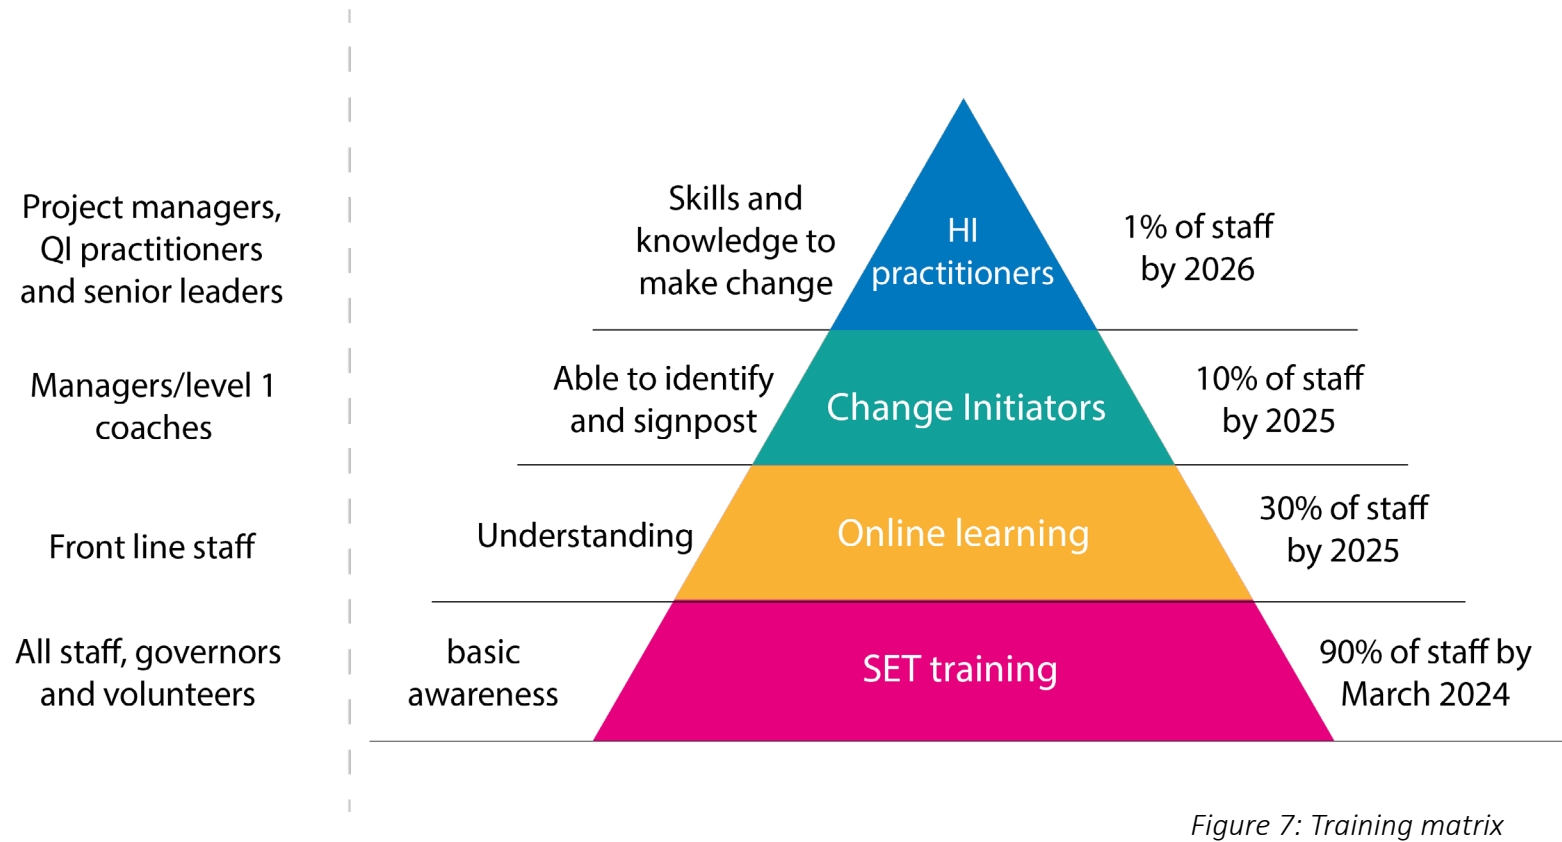 Project managers,
QI practitioners
and senior leaders
Skills and
knowledge to
make change
HI
practitioners
1% of staff
by 2026
Managers/level 1
coaches
Able to identify
and signpost
Change Initiators
10% of staff
by 2025
Front line staff
Understanding
Online learning
30% of staff
by 2025
All staff, governors
and volunteers
basic
awareness
SET training
90% of staff by
March 2024
Figure 7: Training matrix